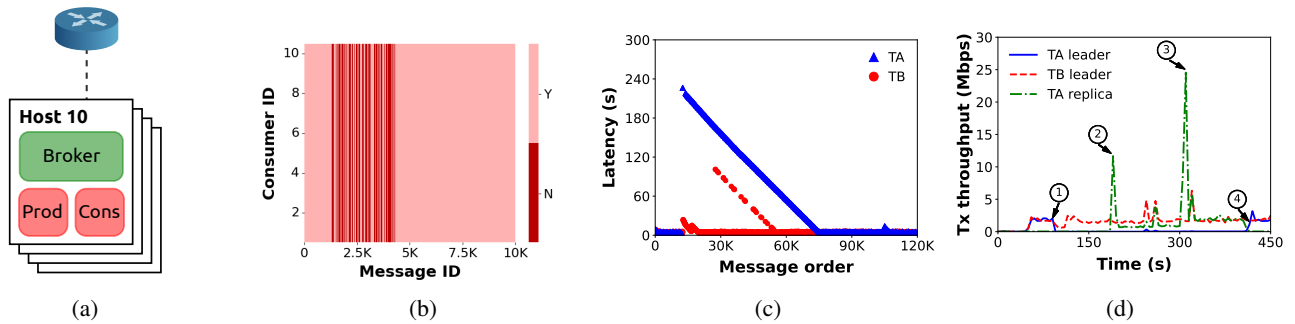 Host 10
Broker
Prod
Cons
(a)
Consumer ID
10
8
6
4
2
0
2.5K
5K
7.5K
10K
Message ID
Y
N
(b)
Latency (s)
300
240
180
120
60
0
TA
TB
0
30K
60K
90K
120K
Message order
(c)
Tx throughput (Mbps)
30
25
20
15
10
5
0
TA leader
TB leader
TA replica
1
2
3
4
0
150
300
450
Time (s)
(d)